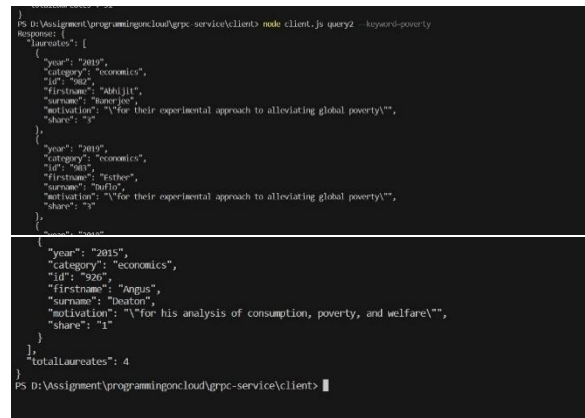 }
PS D:\Assignment\programmingoncloud\grpc-service\client> node client.js query2 --keyword-poverty
Response: {
"laureates": [
{
"year": "2019",
"category": "economics",
"id": "982",
"firstname": "Abhijit",
"surname": "Banerjee",
"motivation": "\"for their experimental approach to alleviating global poverty\"",
"share": "3"
},
{
"year": "2019",
"category": "economics",
"id": "983",
"firstname": "Esther",
"surname": "Duflo",
"motivation": "\"for their experimental approach to alleviating global poverty\"",
"share": "3"
},
{
{
"year": "2015",
"category": "economics",
"id": "926",
"firstname": "Angus",
"surname": "Deaton",
"motivation": "\"for his analysis of consumption, poverty, and welfare\"",
"share": "1"
}
],
"totalLaureates": 4
}
PS D:\Assignment\programmingoncloud\grpc-service\client>